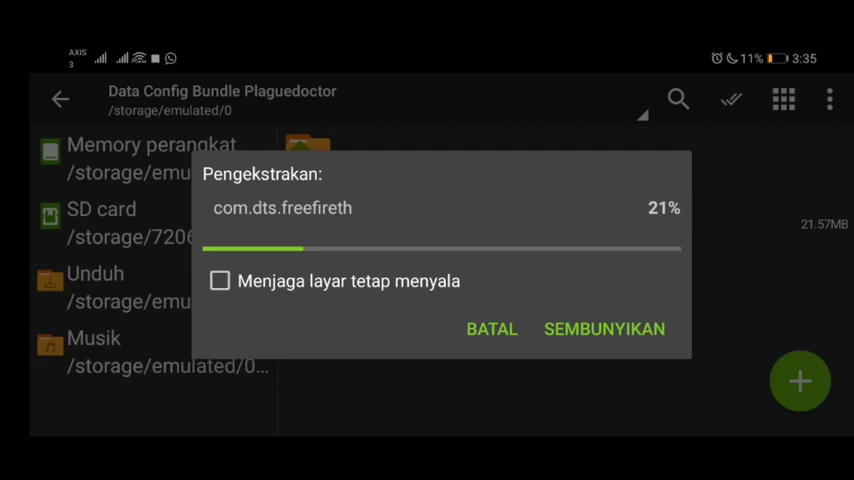 AXIS
3
11%
3:35
Data Config Bundle Plaguedoctor
/storage/emulated/0
Memory perangkat
/storage/emu
SD card
/storage/7206
Unduh
/storage/emu
Musik
/storage/emulated/0...
Pengekstrakan:
com.dts.freefireth
21%
Menjaga layar tetap menyala
BATAL
SEMBUNYIKAN
21.57MB